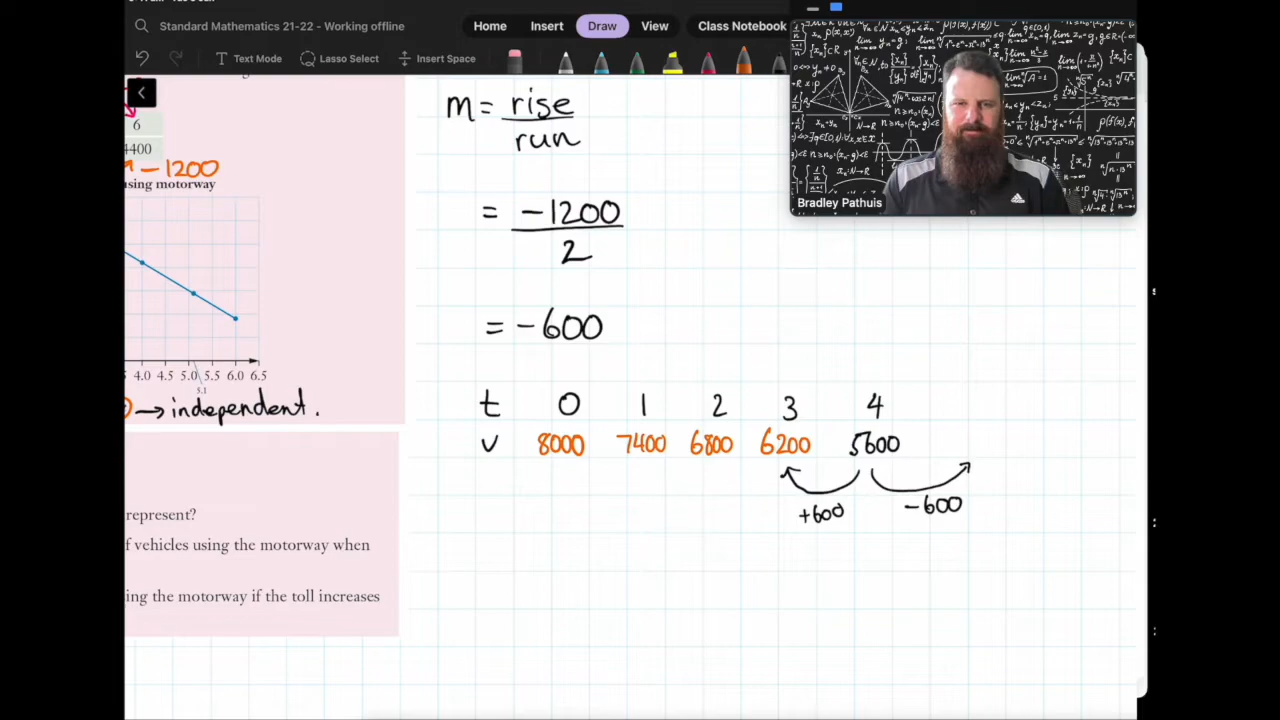 Standard Mathematics 21-22 - Working offline
Home Insert Draw View Class Notebook
Text Mode Lasso Select Insert Space
6
4400
-1200
using motorway
4.0 4.5 5.0 5.5 6.0 6.5
5.1
→ independent.
represent?
f vehicles using the motorway when
ing the motorway if the toll increases
m = rise
run
= -1200
2
= -600
t 0 1 2 3 4
v 8000 7400 6800 6200 5600
+600 -600
Bradley Pathuis